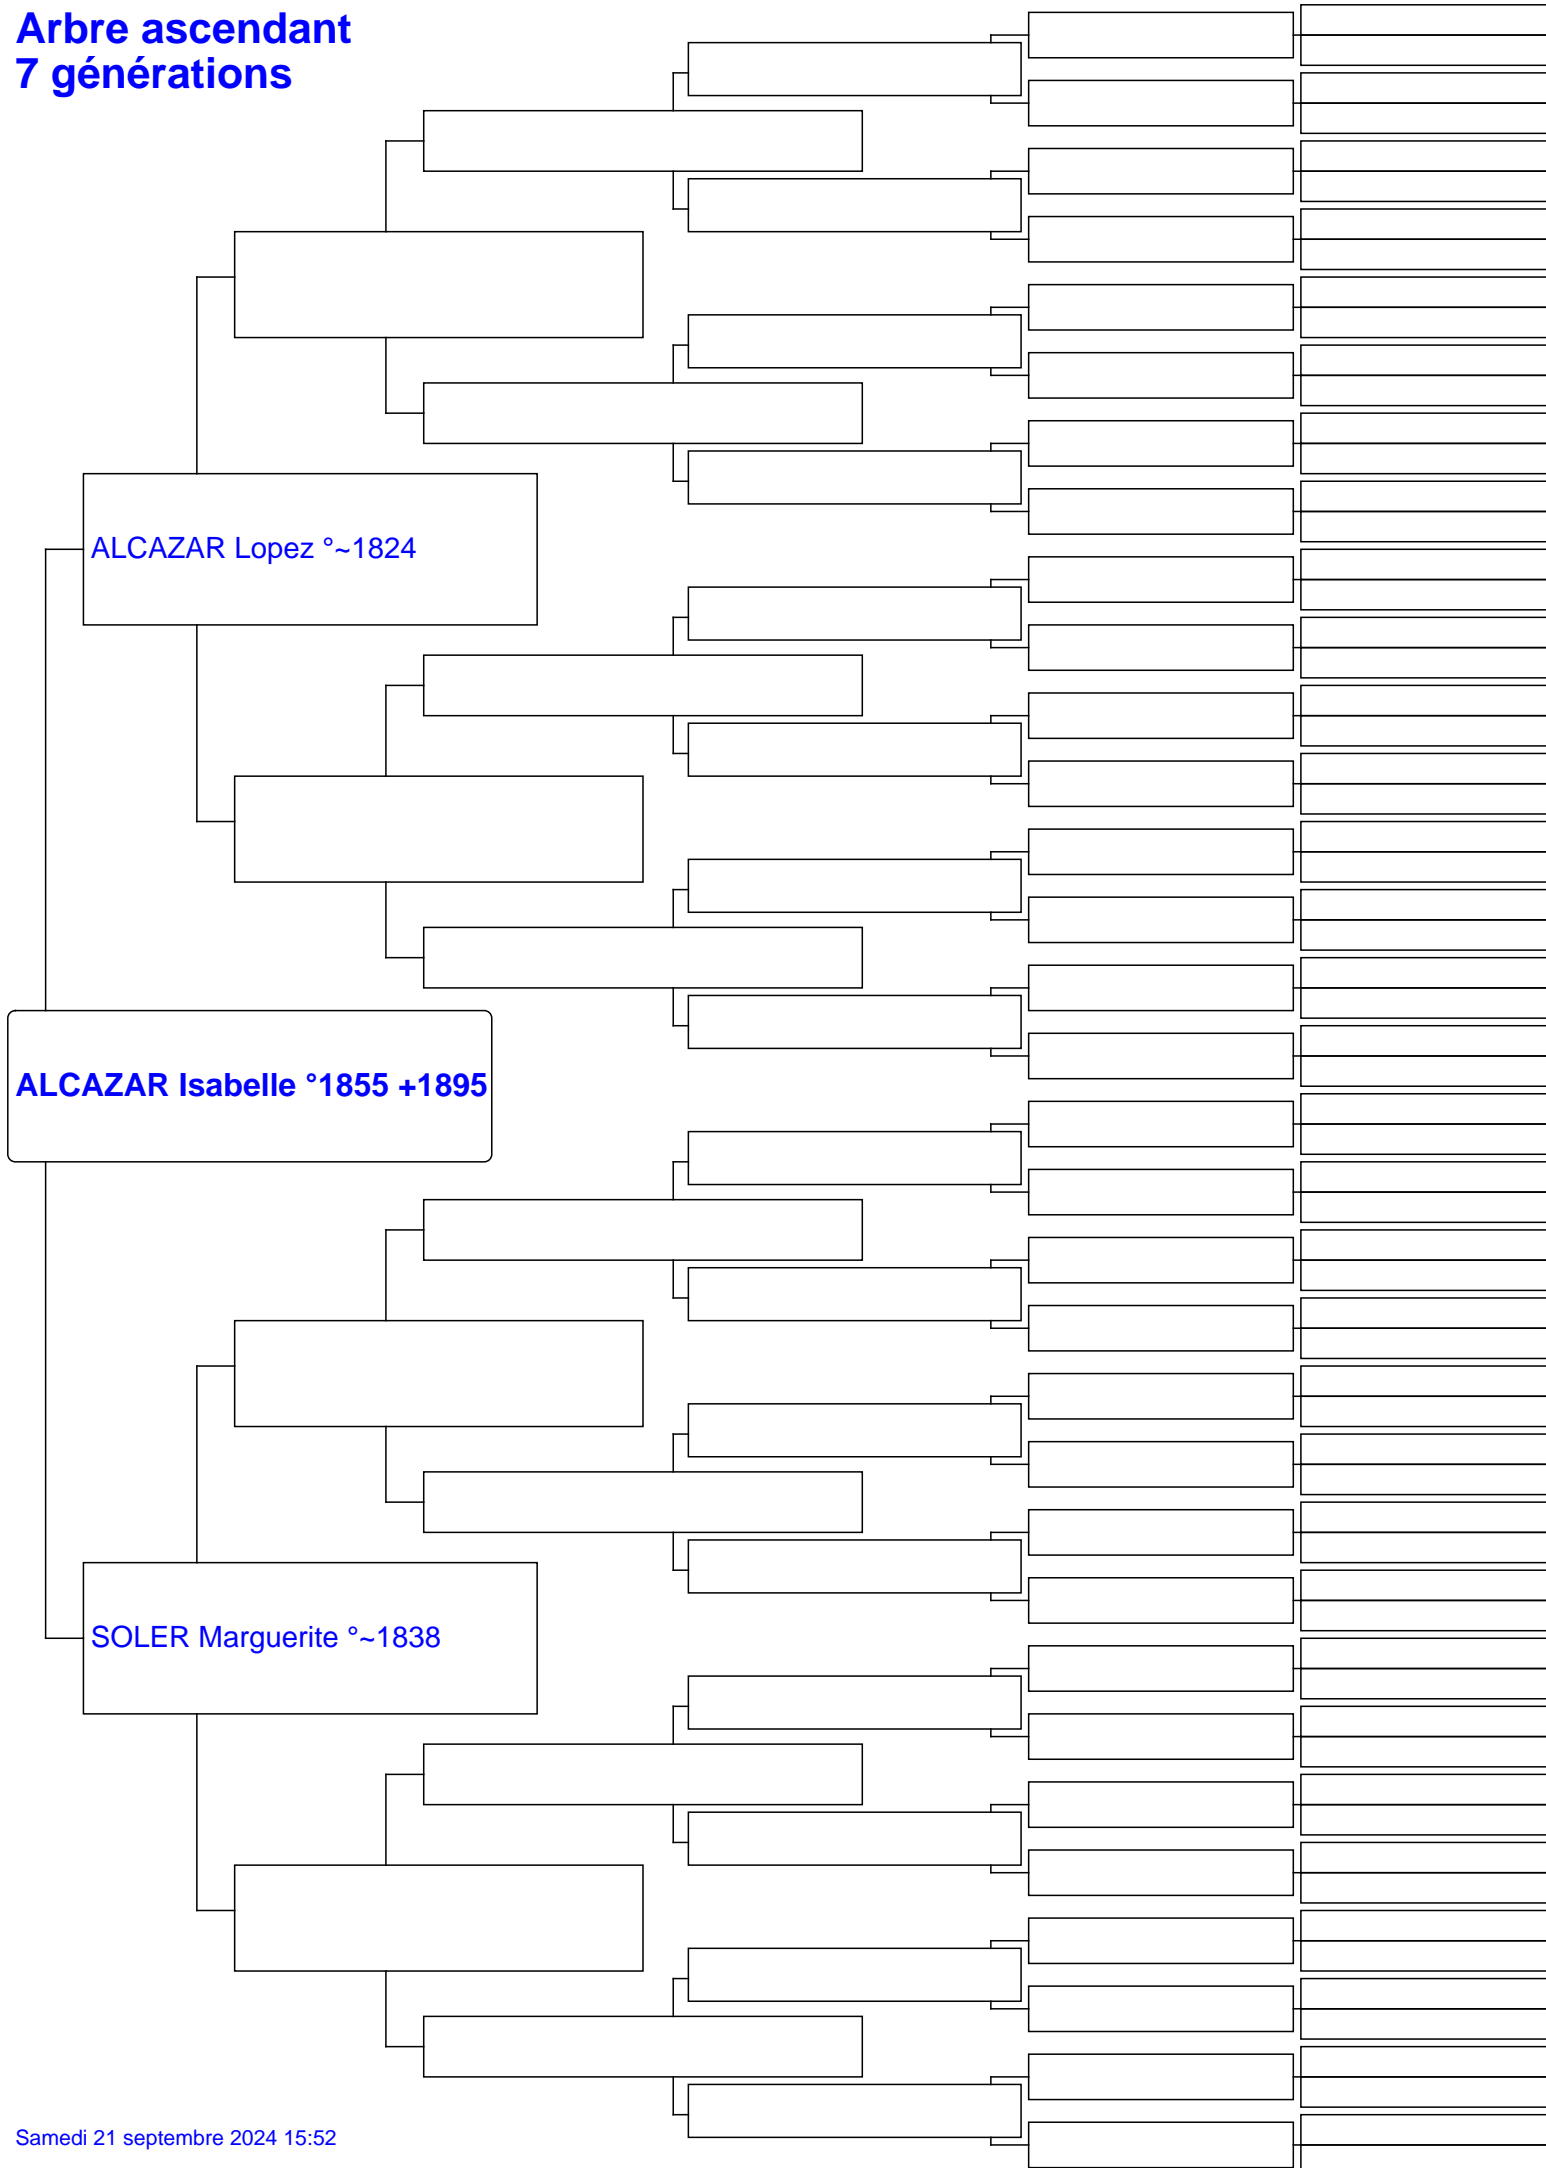 Arbre ascendant
7 générations
ALCAZAR Lopez °~1824
ALCAZAR Isabelle °1855 +1895
SOLER Marguerite °~1838
Samedi 21 septembre 2024 15:52